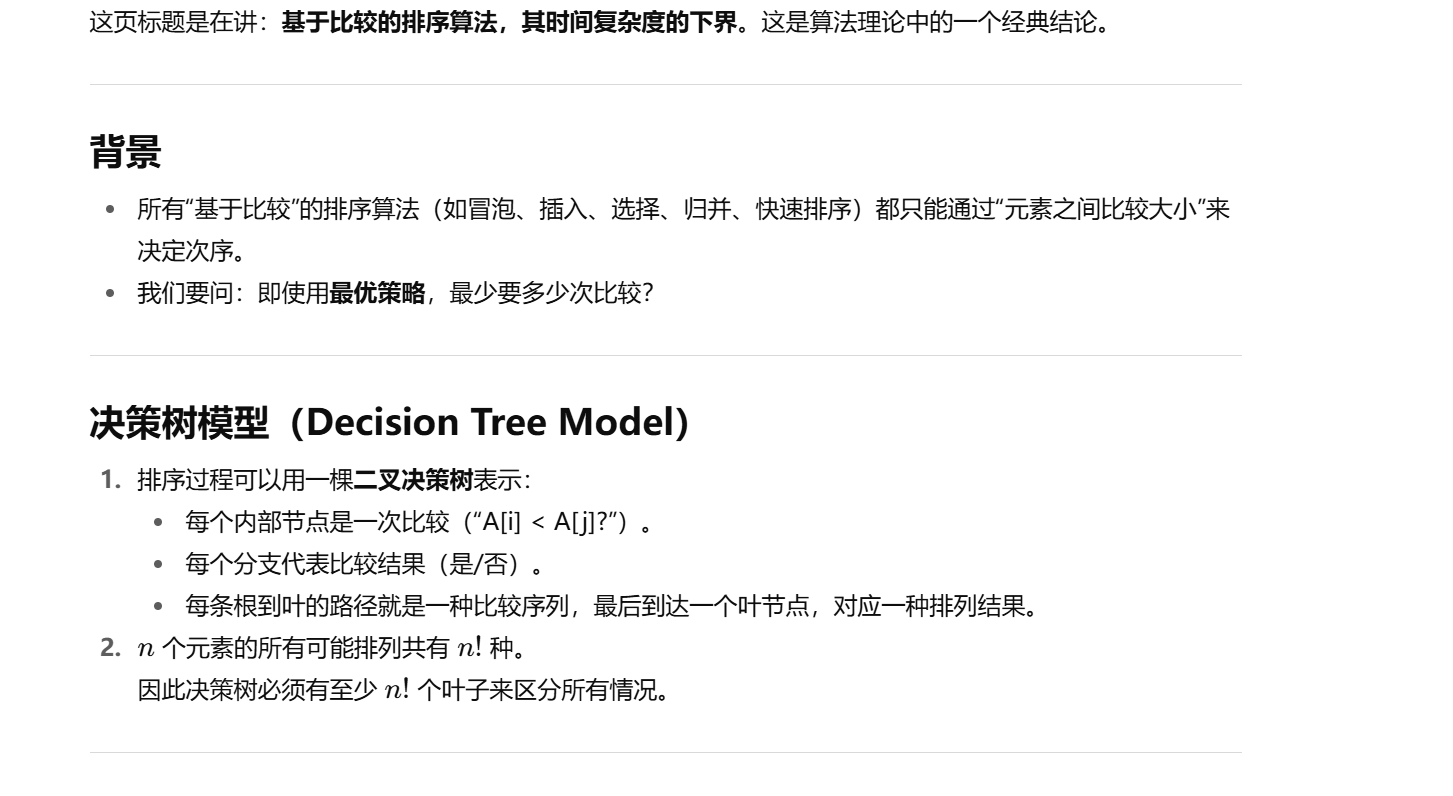 这页标题是在讲：基于比较的排序算法，其时间复杂度的下界。这是算法理论中的一个经典结论。
背景
• 所有“基于比较”的排序算法（如冒泡、插入、选择、归并、快速排序）都只能通过“元素之间比较大小”来
决定次序。
• 我们要问：即使用最优策略，最少要多少次比较？
决策树模型（Decision Tree Model）
1. 排序过程可以用一棵二叉决策树表示：
• 每个内部节点是一次比较（“A[i] < A[j]?”）。
• 每个分支代表比较结果（是/否）。
• 每条根到叶的路径就是一种比较序列，最后到达一个叶节点，对应一种排列结果。
2. n 个元素的所有可能排列共有 n! 种。
因此决策树必须有至少 n! 个叶子来区分所有情况。